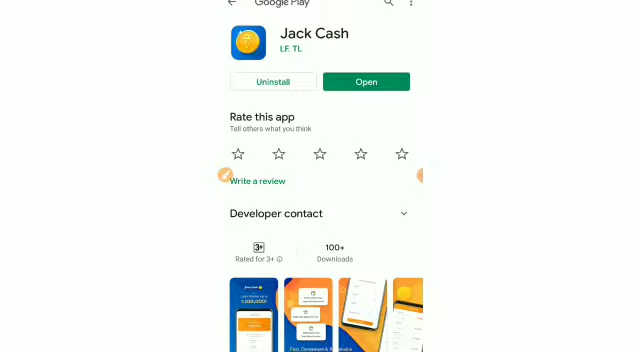 Google Play
Jack Cash
LF. TL
Uninstall
Open
Rate this app
Tell others what you think
Write a review
Developer contact
3+
100+
Rated for 3+
Downloads